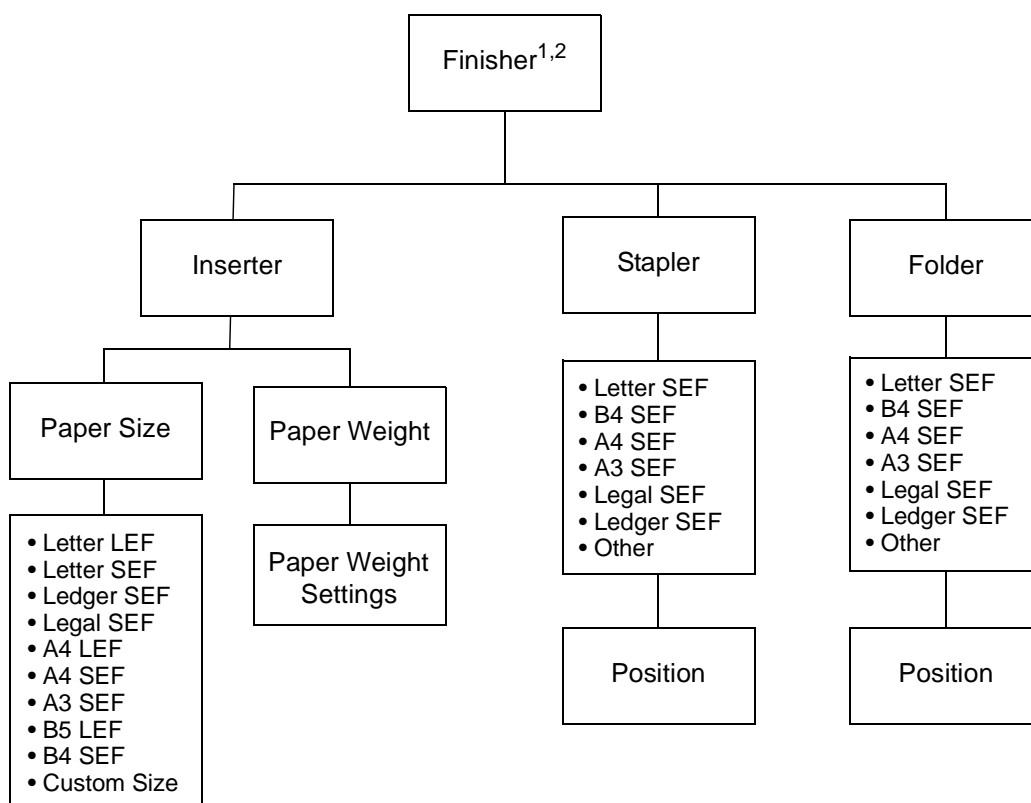 Finisher1,2
Inserter
Stapler
Folder
Paper Size
Paper Weight
• Letter LEF
• Letter SEF
• Ledger SEF
• Legal SEF
• A4 LEF
• A4 SEF
• A3 SEF
• B5 LEF
• B4 SEF
• Custom Size
Paper Weight
Settings
• Letter SEF
• B4 SEF
• A4 SEF
• A3 SEF
• Legal SEF
• Ledger SEF
• Other
Position
• Letter SEF
• B4 SEF
• A4 SEF
• A3 SEF
• Legal SEF
• Ledger SEF
• Other
Position